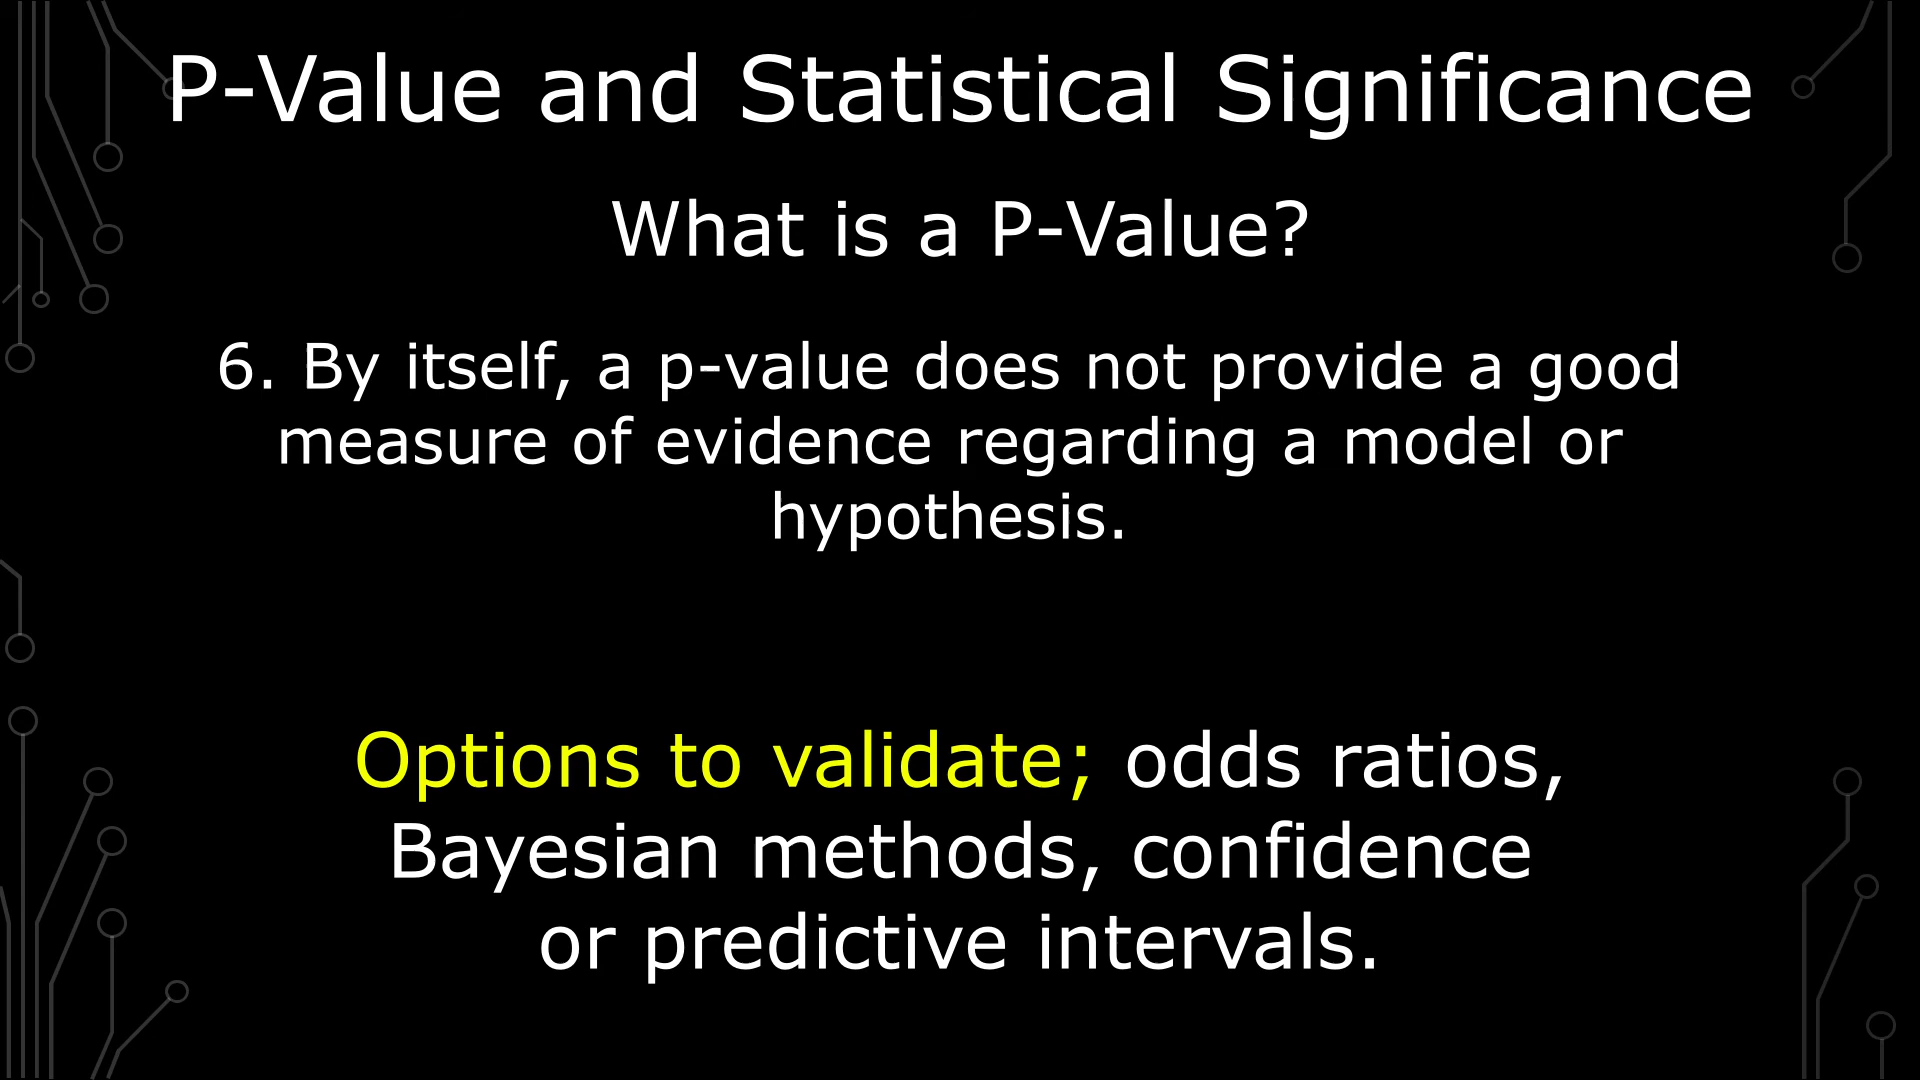 P-Value and Statistical Significance
What is a P-Value?
6. By itself, a p-value does not provide a good
measure of evidence regarding a model or
hypothesis.
Options to validate; odds ratios,
Bayesian methods, confidence
or predictive intervals.